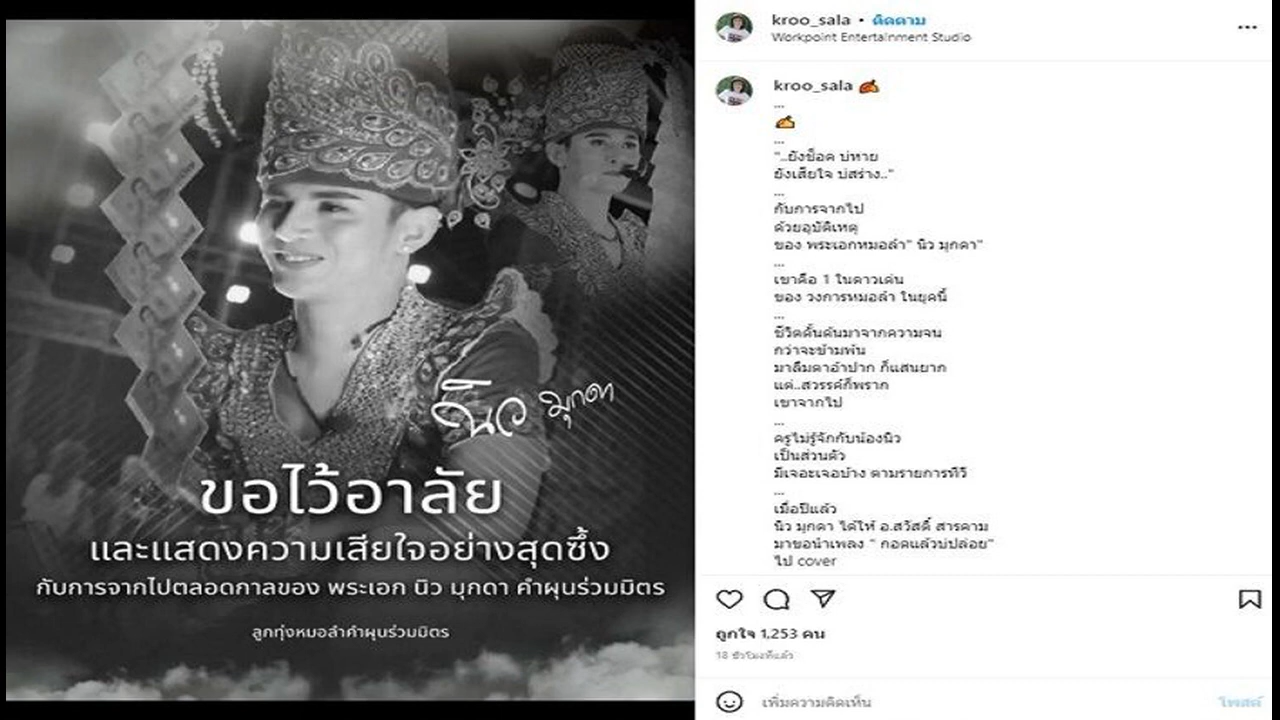 นิว มุกดา
ขอไว้อาลัย
และแสดงความเสียใจอย่างสุดซึ้ง
กับการจากไปตลอดกาลของ พระเอก นิว มุกดา คำผุนร่วมมิตร
ลูกทุ่งหมอลำคำผุนร่วมมิตร
kroo_sala • ติดตาม
Workpoint Entertainment Studio
kroo_sala
...
...
"..ยังช็อค บ่หาย
ยังเสียใจ บ่สร่าง.."
...
กับการจากไป
ด้วยอุบัติเหตุ
ของ พระเอกหมอลำ" นิว มุกดา"
...
เขาคือ 1 ในดาวเด่น
ของ วงการหมอลำ ในยุคนี้
...
ชีวิตดั้นด้นมาจากความจน
กว่าจะข้ามพ้น
มาลืมตาอ้าปาก ก็แสนยาก
แต่..สวรรค์ก็พราก
เขาจากไป
...
ครูไม่รู้จักกับน้องนิว
เป็นส่วนตัว
มีเจอะเจอบ้าง ตามรายการทีวี
...
เมื่อปีแล้ว
นิว มุกดา ได้ให้ อ.สวัสดิ์ สารคาม
มาขอนำเพลง " กอดแล้วบ่ปล่อย"
ไป cover
ถูกใจ 1,253 คน
18 ชั่วโมงที่แล้ว
เพิ่มความคิดเห็น
โพสต์